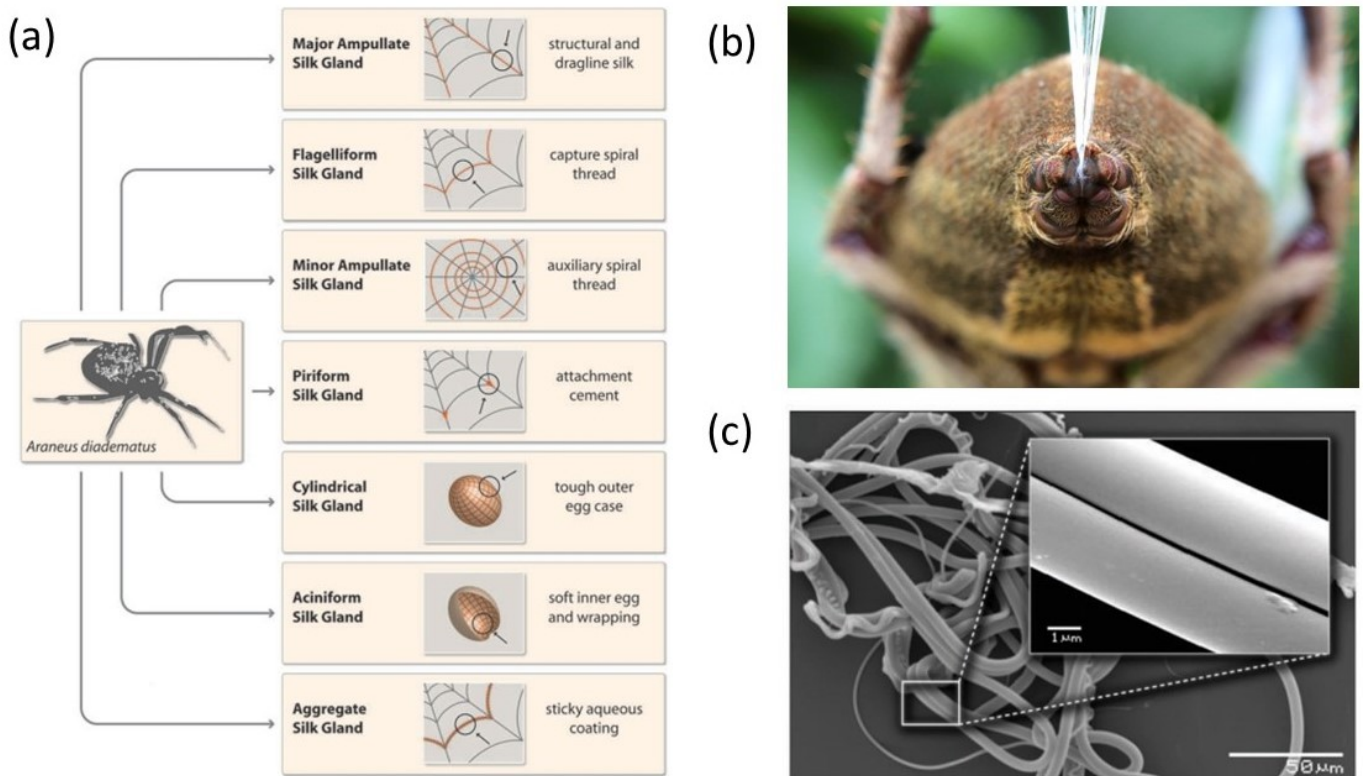 (a)
Major Ampullate
Silk Gland
structural and
dragline silk
Flagelliform
Silk Gland
capture spiral
thread
Minor Ampullate
Silk Gland
auxiliary spiral
thread
Piriform
Silk Gland
attachment
cement
Cylindrical
Silk Gland
tough outer
egg case
Aciniform
Silk Gland
soft inner egg
and wrapping
Aggregate
Silk Gland
sticky aqueous
coating
Araneus diadematus
(b)
(c)
1 μm
50 μm